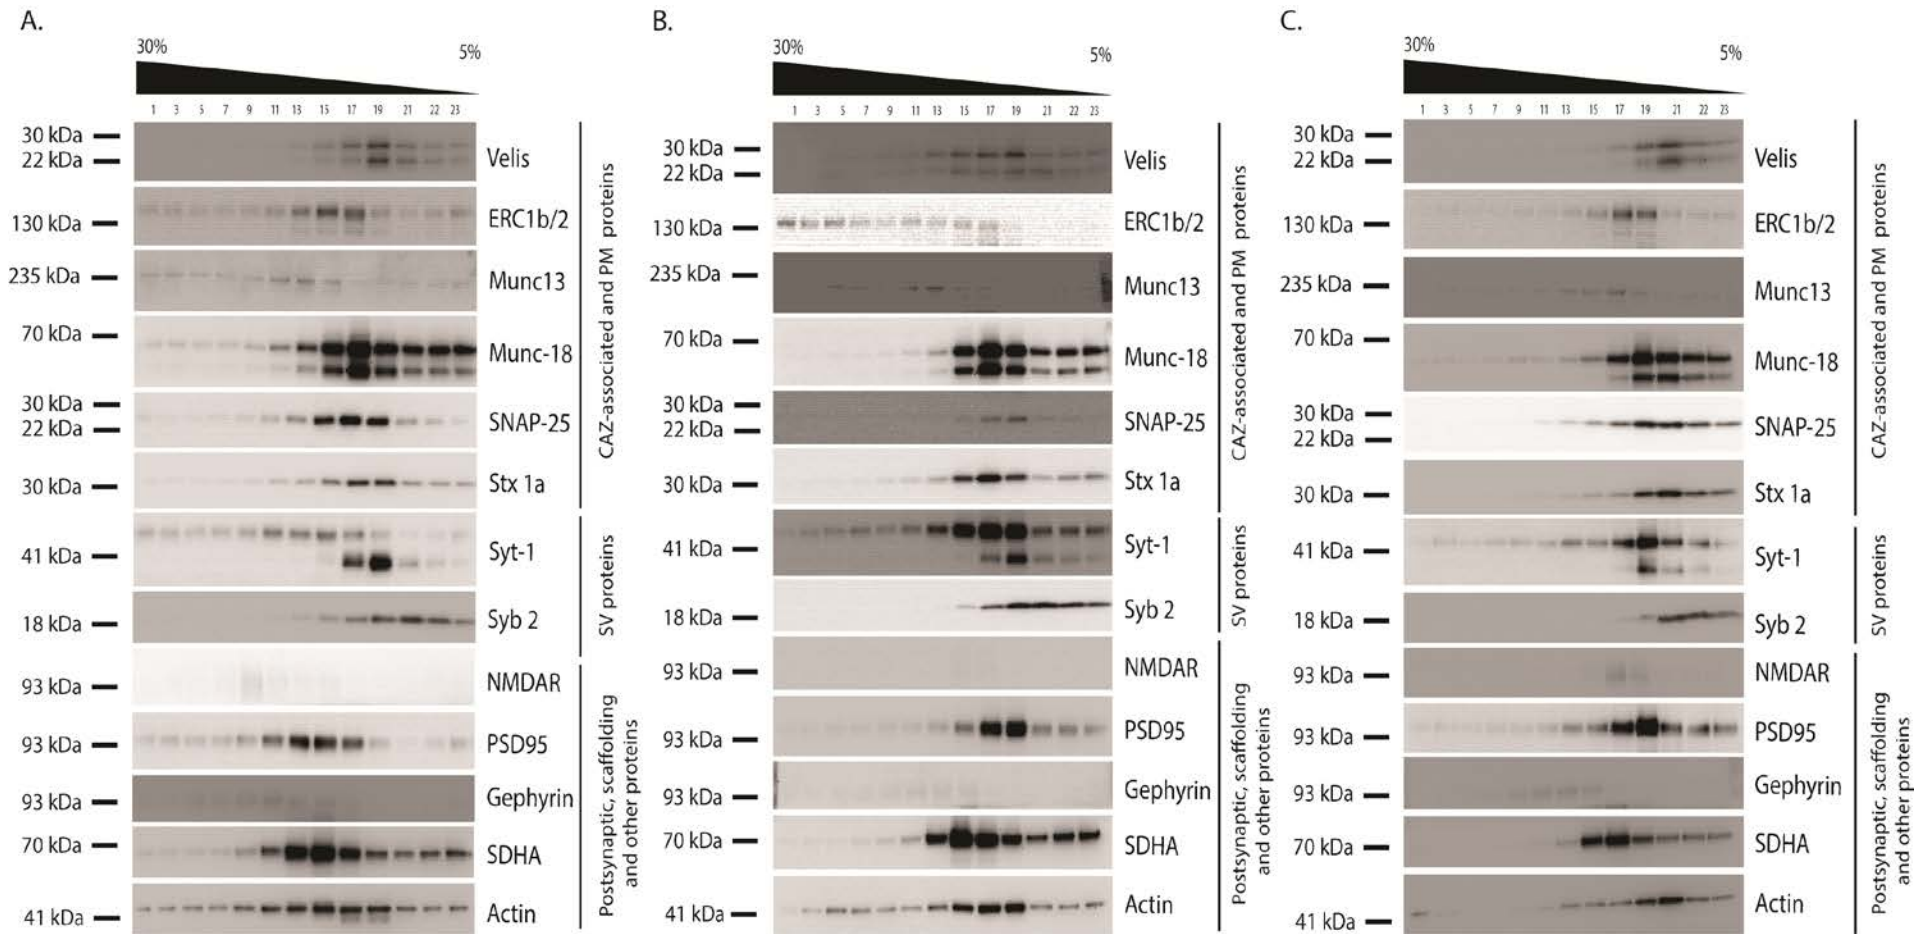 A.
30%
5%
1 3 5 7 9 11 13 15 17 19 21 22 23
30 kDa
22 kDa
Velis
130 kDa
ERC1b/2
235 kDa
Munc13
70 kDa
Munc-18
30 kDa
22 kDa
SNAP-25
30 kDa
Stx 1a
41 kDa
Syt-1
18 kDa
Syb 2
93 kDa
NMDAR
93 kDa
PSD95
93 kDa
Gephyrin
70 kDa
SDHA
41 kDa
Actin
CAZ-associated and PM proteins
SV proteins
Postsynaptic, scaffolding
and other proteins
B.
30%
5%
1 3 5 7 9 11 13 15 17 19 21 22 23
30 kDa
22 kDa
Velis
130 kDa
ERC1b/2
235 kDa
Munc13
70 kDa
Munc-18
30 kDa
22 kDa
SNAP-25
30 kDa
Stx 1a
41 kDa
Syt-1
18 kDa
Syb 2
93 kDa
NMDAR
93 kDa
PSD95
93 kDa
Gephyrin
70 kDa
SDHA
41 kDa
Actin
CAZ-associated and PM proteins
SV proteins
Postsynaptic, scaffolding
and other proteins
C.
30%
5%
1 3 5 7 9 11 13 15 17 19 21 22 23
30 kDa
22 kDa
Velis
130 kDa
ERC1b/2
235 kDa
Munc13
70 kDa
Munc-18
30 kDa
22 kDa
SNAP-25
30 kDa
Stx 1a
41 kDa
Syt-1
18 kDa
Syb 2
93 kDa
NMDAR
93 kDa
PSD95
93 kDa
Gephyrin
70 kDa
SDHA
41 kDa
Actin
CAZ-associated and PM proteins
SV proteins
Postsynaptic, scaffolding
and other proteins